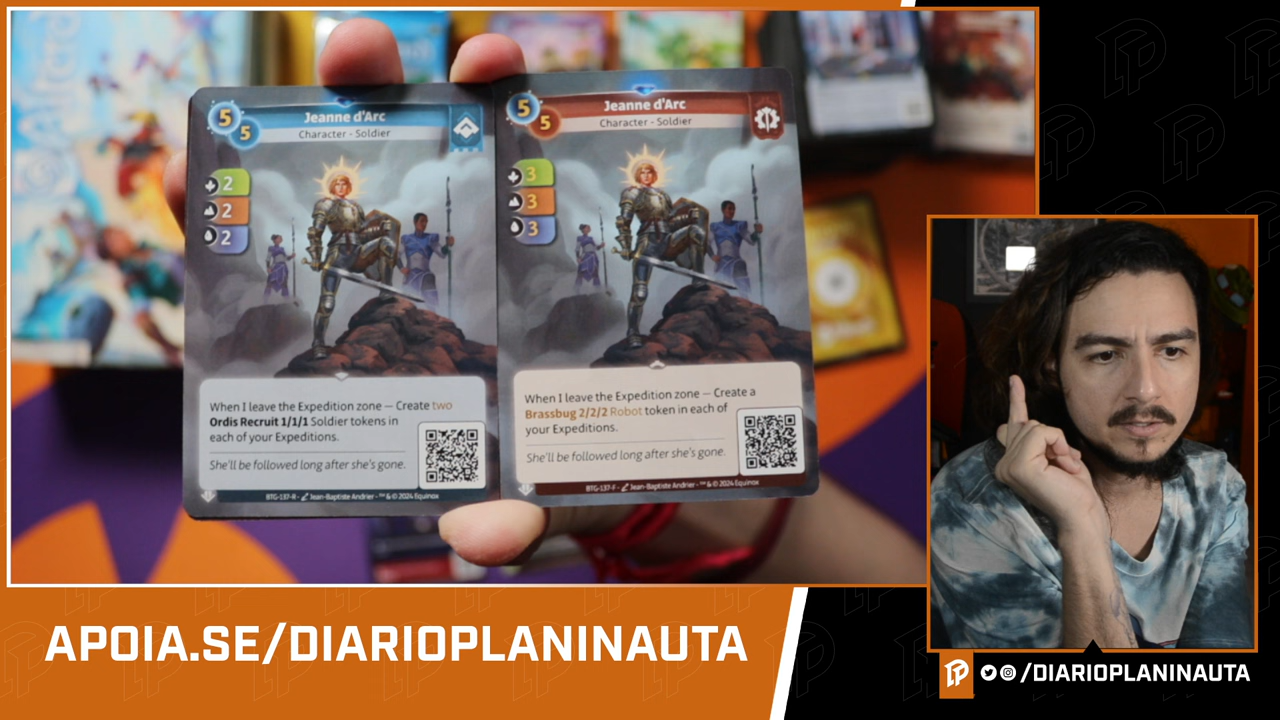 Altered
5
5
Jeanne d'Arc
Character - Soldier
2
2
2
When I leave the Expedition zone — Create two
Ordis Recruit 1/1/1 Soldier tokens in
each of your Expeditions.
She'll be followed long after she's gone.
BTG-137-R - Jean-Baptiste Andrier - ™ & © 2024 Equinox
5
5
Jeanne d'Arc
Character - Soldier
3
3
3
When I leave the Expedition zone — Create a
Brassbug 2/2/2 Robot token in each of
your Expeditions.
She'll be followed long after she's gone.
BTG-137-F - Jean-Baptiste Andrier - ™ & © 2024 Equinox
APOIA.SE/DIARIOPLANINAUTA
/DIARIOPLANINAUTA